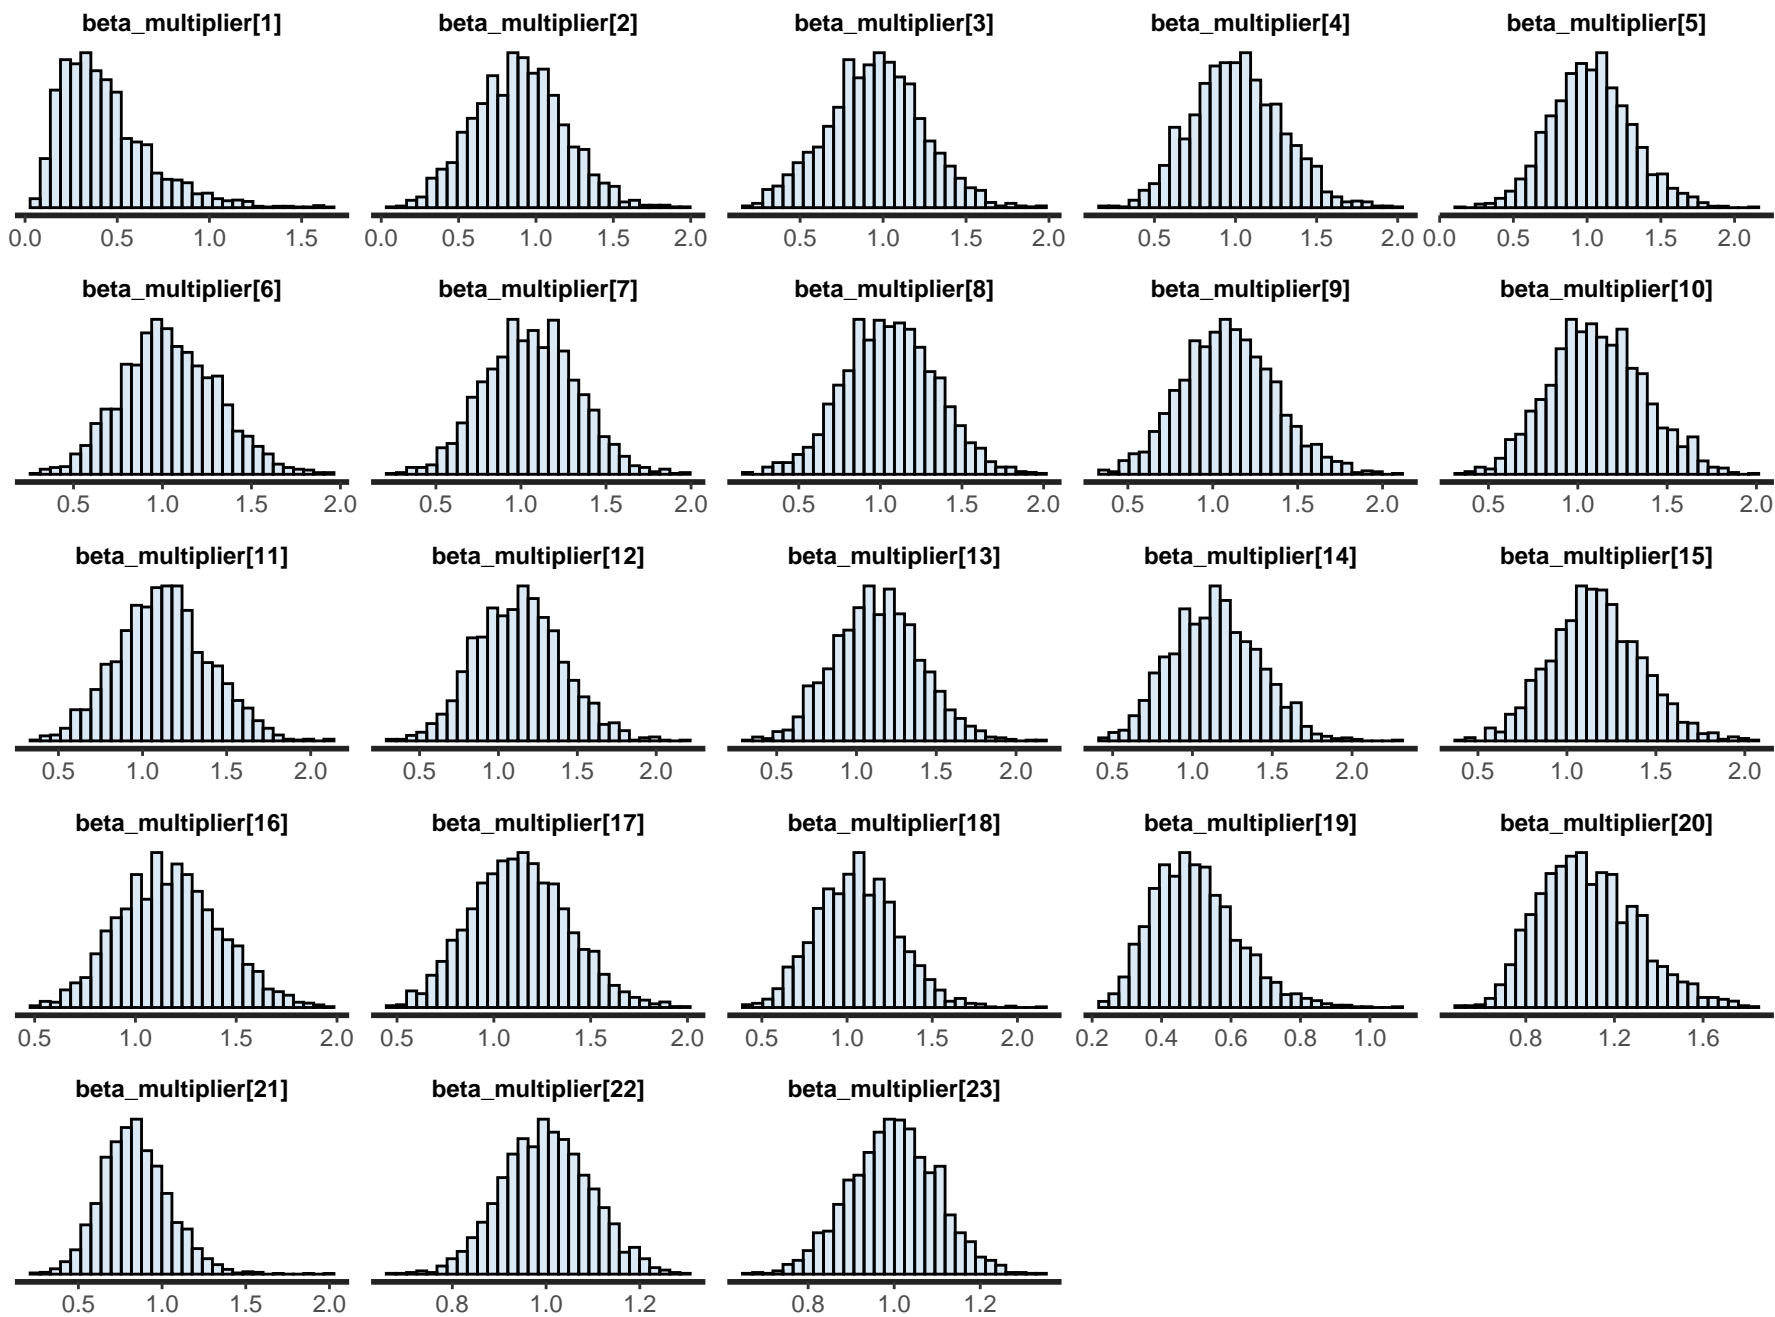 beta_multiplier[1] beta_multiplier[2] beta_multiplier[3] beta_multiplier[4] beta_multiplier[5]
0.0 0.5 1.0 1.5 0.0 0.5 1.0 1.5 2.0 0.5 1.0 1.5 2.0 0.5 1.0 1.5 2.0 0.0 0.5 1.0 1.5 2.0
beta_multiplier[6] beta_multiplier[7] beta_multiplier[8] beta_multiplier[9] beta_multiplier[10]
0.5 1.0 1.5 2.0 0.5 1.0 1.5 2.0 0.5 1.0 1.5 2.0 0.5 1.0 1.5 2.0 0.5 1.0 1.5 2.0
beta_multiplier[11] beta_multiplier[12] beta_multiplier[13] beta_multiplier[14] beta_multiplier[15]
0.5 1.0 1.5 2.0 0.5 1.0 1.5 2.0 0.5 1.0 1.5 2.0 0.5 1.0 1.5 2.0 0.5 1.0 1.5 2.0
beta_multiplier[16] beta_multiplier[17] beta_multiplier[18] beta_multiplier[19] beta_multiplier[20]
0.5 1.0 1.5 2.0 0.5 1.0 1.5 2.0 0.5 1.0 1.5 2.0 0.2 0.4 0.6 0.8 1.0 0.8 1.2 1.6
beta_multiplier[21] beta_multiplier[22] beta_multiplier[23]
0.5 1.0 1.5 2.0 0.8 1.0 1.2 0.8 1.0 1.2